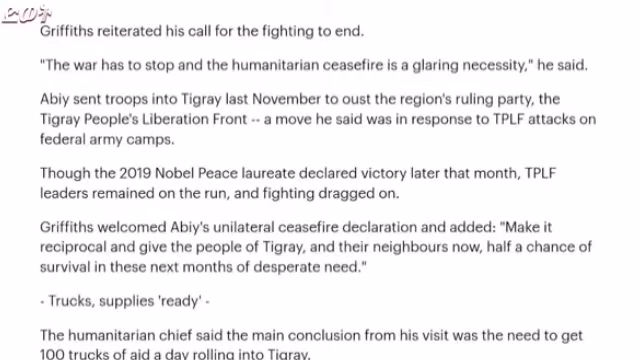 Griffiths reiterated his call for the fighting to end.
"The war has to stop and the humanitarian ceasefire is a glaring necessity," he said.
Abiy sent troops into Tigray last November to oust the region's ruling party, the
Tigray People's Liberation Front -- a move he said was in response to TPLF attacks on
federal army camps.
Though the 2019 Nobel Peace laureate declared victory later that month, TPLF
leaders remained on the run, and fighting dragged on.
Griffiths welcomed Abiy's unilateral ceasefire declaration and added: "Make it
reciprocal and give the people of Tigray, and their neighbours now, half a chance of
survival in these next months of desperate need."
- Trucks, supplies 'ready' -
The humanitarian chief said the main conclusion from his visit was the need to get
100 trucks of aid a day rolling into Tigray.